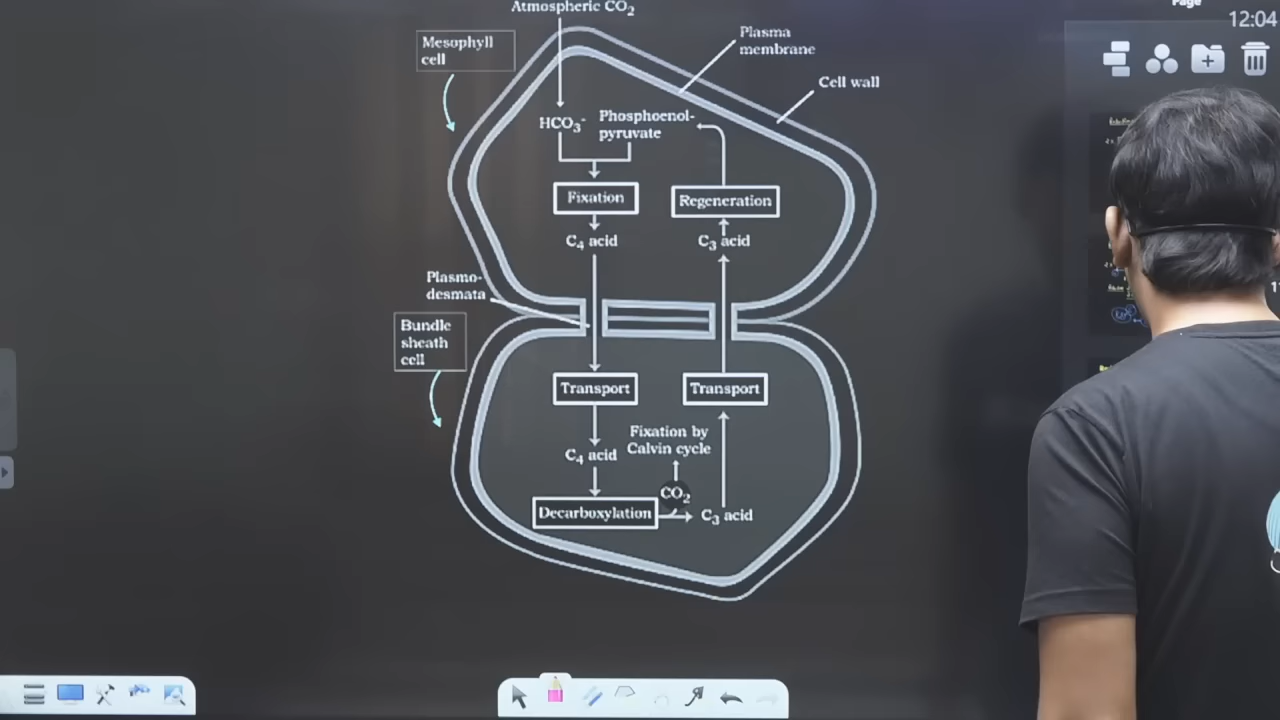 Page
12:04
Atmospheric CO₂
Mesophyll
cell
Plasma
membrane
Cell wall
HCO₃⁻
Phosphoenol-
pyruvate
Fixation
Regeneration
C₄ acid
C₃ acid
Plasmo-
desmata
Bundle
sheath
cell
Transport
Transport
Fixation by
Calvin cycle
C₄ acid
CO₂
Decarboxylation
C₃ acid